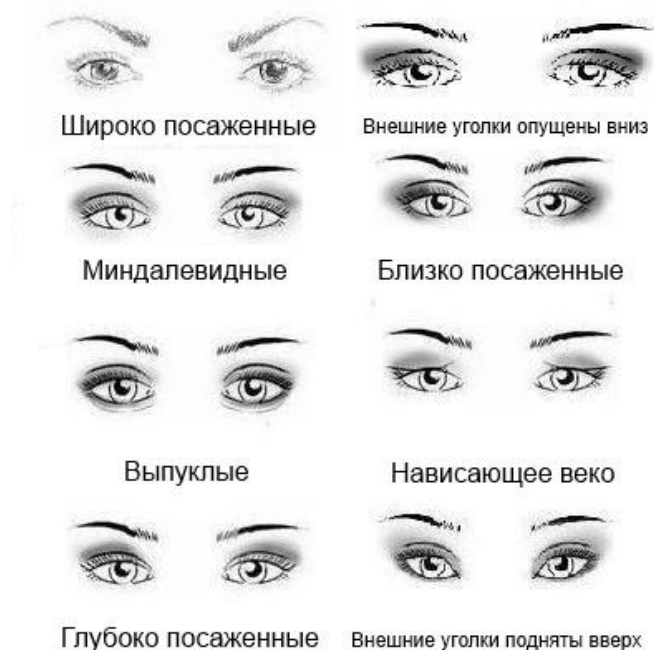 Широко посаженные
Внешние уголки опущены вниз
Миндалевидные
Близко посаженные
Выпуклые
Нависающее веко
Глубоко посаженные
Внешние уголки подняты вверх